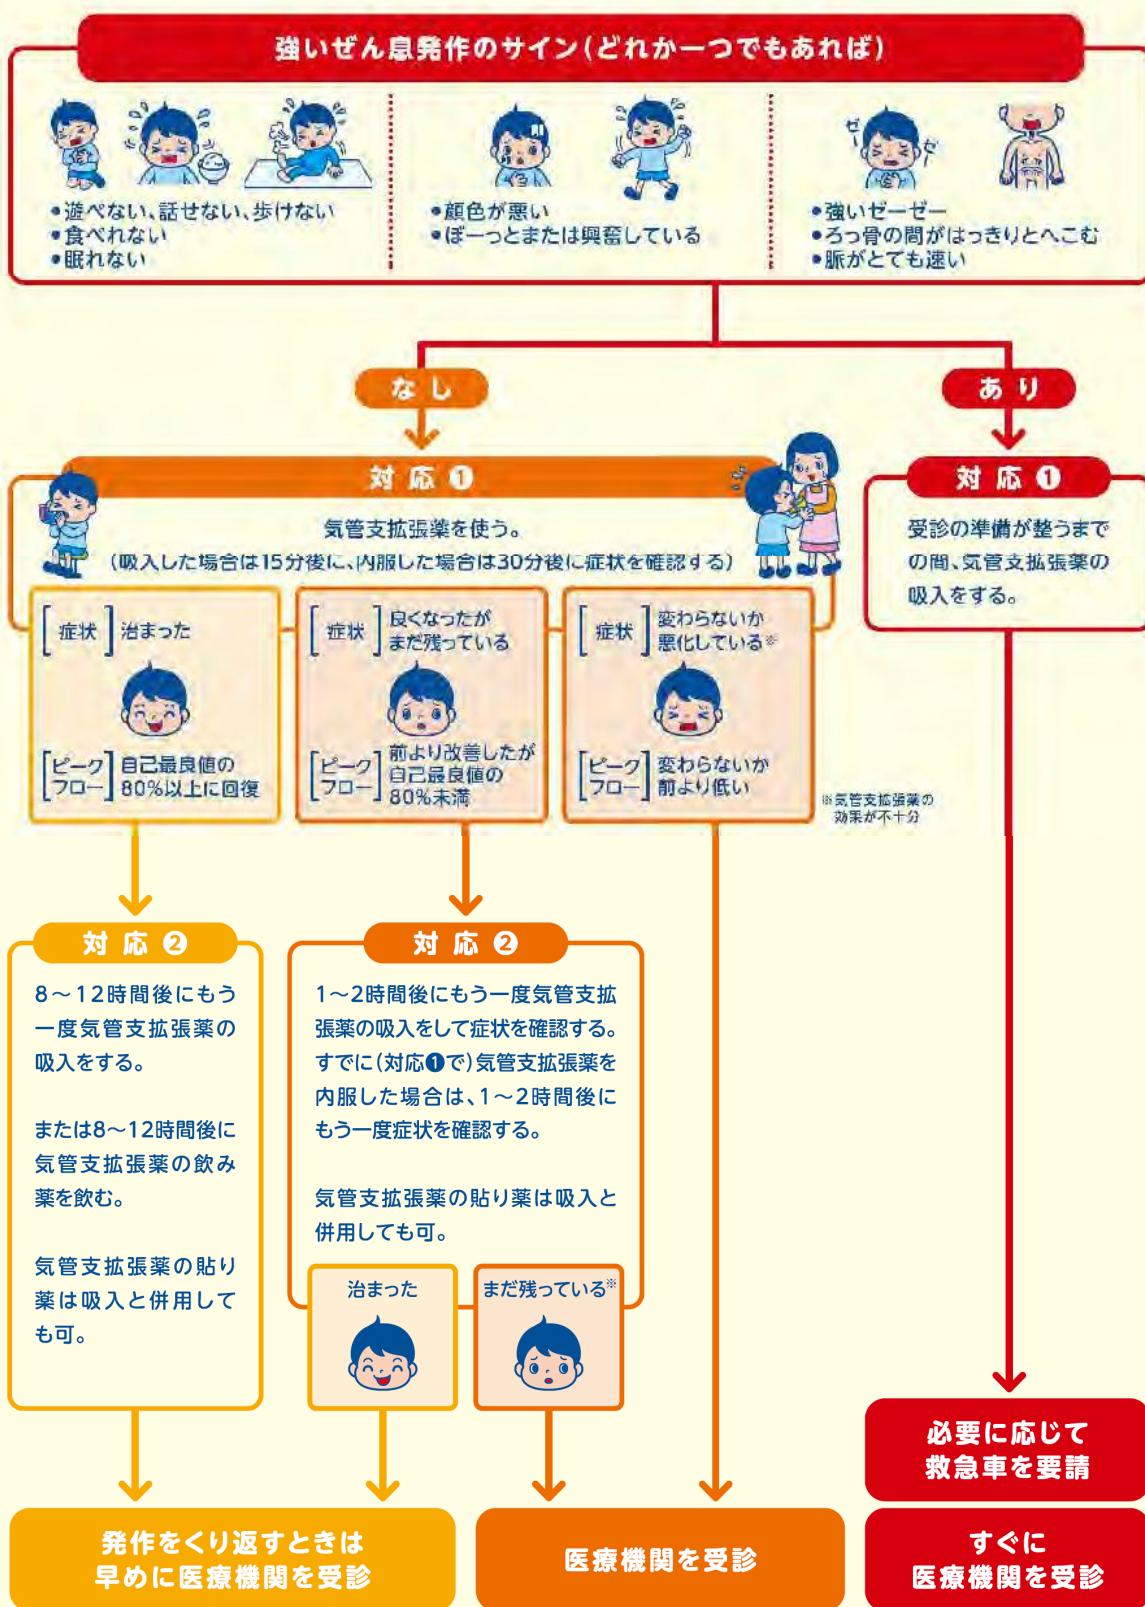 強いぜん息発作のサイン(どれか一つでもあれば)
●遊べない、話せない、歩けない
●食べれない
●眠れない
●顔色が悪い
●ぼーっとまたは興奮している
ゼー
ゼー
●強いゼーゼー
●ろっ骨の間がはっきりとへこむ
●脈がとても速い
なし
あり
対応❶
気管支拡張薬を使う。
(吸入した場合は15分後に、内服した場合は30分後に症状を確認する)
[症状]治まった
[ピークフロー]自己最良値の
80%以上に回復
[症状]良くなったが
まだ残っている
[ピークフロー]前より改善したが
自己最良値の
80%未満
[症状]変わらないか
悪化している※
[ピークフロー]変わらないか
前より低い
※気管支拡張薬の
効果が不十分
対応❶
受診の準備が整うまで
の間、気管支拡張薬の
吸入をする。
対応❷
8〜12時間後にもう
一度気管支拡張薬の
吸入をする。
または8〜12時間後に
気管支拡張薬の飲み
薬を飲む。
気管支拡張薬の貼り
薬は吸入と併用して
も可。
対応❷
1〜2時間後にもう一度気管支拡
張薬の吸入をして症状を確認する。
すでに(対応❶で)気管支拡張薬を
内服した場合は、1〜2時間後に
もう一度症状を確認する。
気管支拡張薬の貼り薬は吸入と
併用しても可。
治まった
まだ残っている※
発作をくり返すときは
早めに医療機関を受診
医療機関を受診
必要に応じて
救急車を要請
すぐに
医療機関を受診